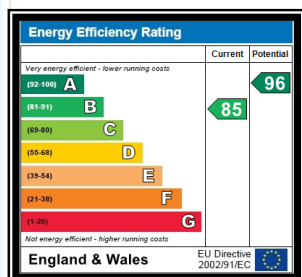 Energy Efficiency Rating
Current Potential
Very energy efficient - lower running costs
(92-100) A
96
(81-91) B
85
(69-80) C
(55-68) D
(39-54) E
(21-38) F
(1-20) G
Not energy efficient - higher running costs
England & Wales
EU Directive
2002/91/EC